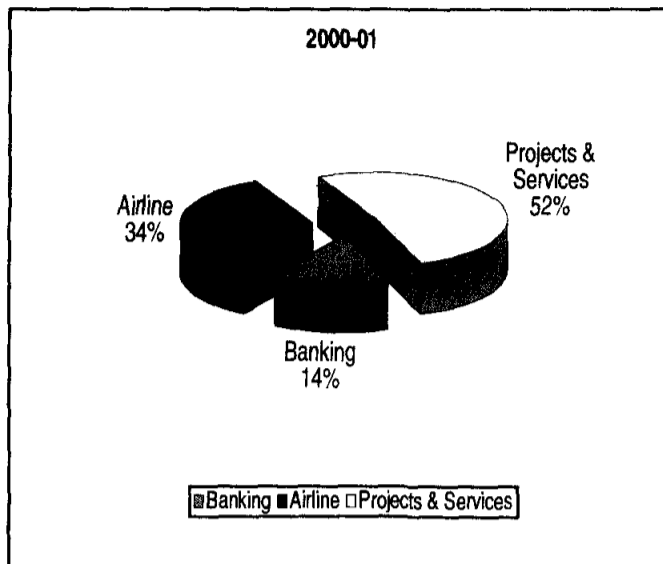 2000-01
Projects &
Services
52%
Airline
34%
Banking
14%
Banking Airline Projects & Services